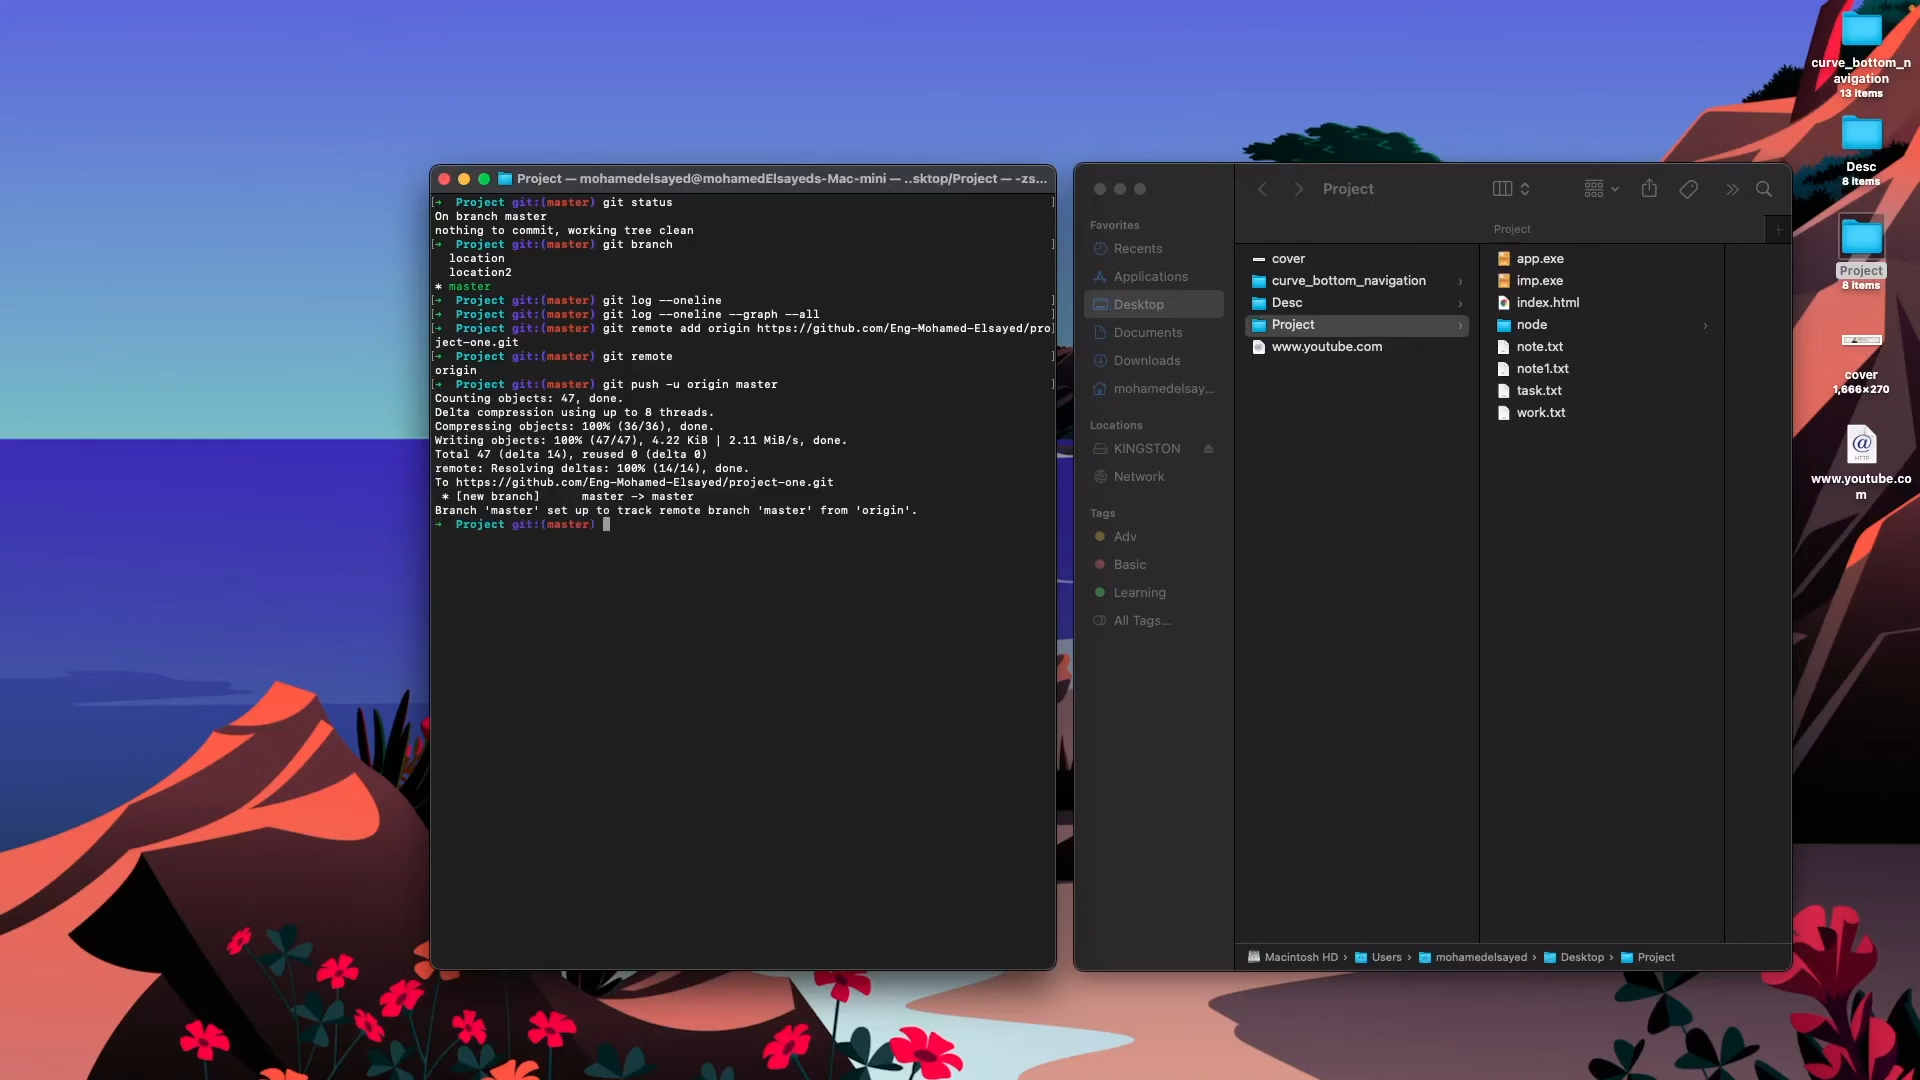 Project — mohamedelsayed@mohamedElsayeds-Mac-mini — ..sktop/Project — -zs...
[→ Project git:(master) git status ]
On branch master
nothing to commit, working tree clean
[→ Project git:(master) git branch ]
location
location2
* master
[→ Project git:(master) git log --oneline ]
[→ Project git:(master) git log --oneline --graph --all ]
[→ Project git:(master) git remote add origin https://github.com/Eng-Mohamed-Elsayed/pro]
ject-one.git
[→ Project git:(master) git remote ]
origin
[→ Project git:(master) git push -u origin master ]
Counting objects: 47, done.
Delta compression using up to 8 threads.
Compressing objects: 100% (36/36), done.
Writing objects: 100% (47/47), 4.22 KiB | 2.11 MiB/s, done.
Total 47 (delta 14), reused 0 (delta 0)
remote: Resolving deltas: 100% (14/14), done.
To https://github.com/Eng-Mohamed-Elsayed/project-one.git
* [new branch] master -> master
Branch 'master' set up to track remote branch 'master' from 'origin'.
→ Project git:(master)
Project
Project
Favorites
Recents
Applications
Desktop
Documents
Downloads
mohamedelsay...
Locations
KINGSTON
Network
Tags
Adv
Basic
Learning
All Tags...
cover
curve_bottom_navigation
Desc
Project
www.youtube.com
app.exe
imp.exe
index.html
node
note.txt
note1.txt
task.txt
work.txt
Macintosh HD › Users › mohamedelsayed › Desktop › Project
curve_bottom_n
avigation
13 items
Desc
8 items
Project
8 items
cover
1,666×270
@
HTTP
www.youtube.co
m